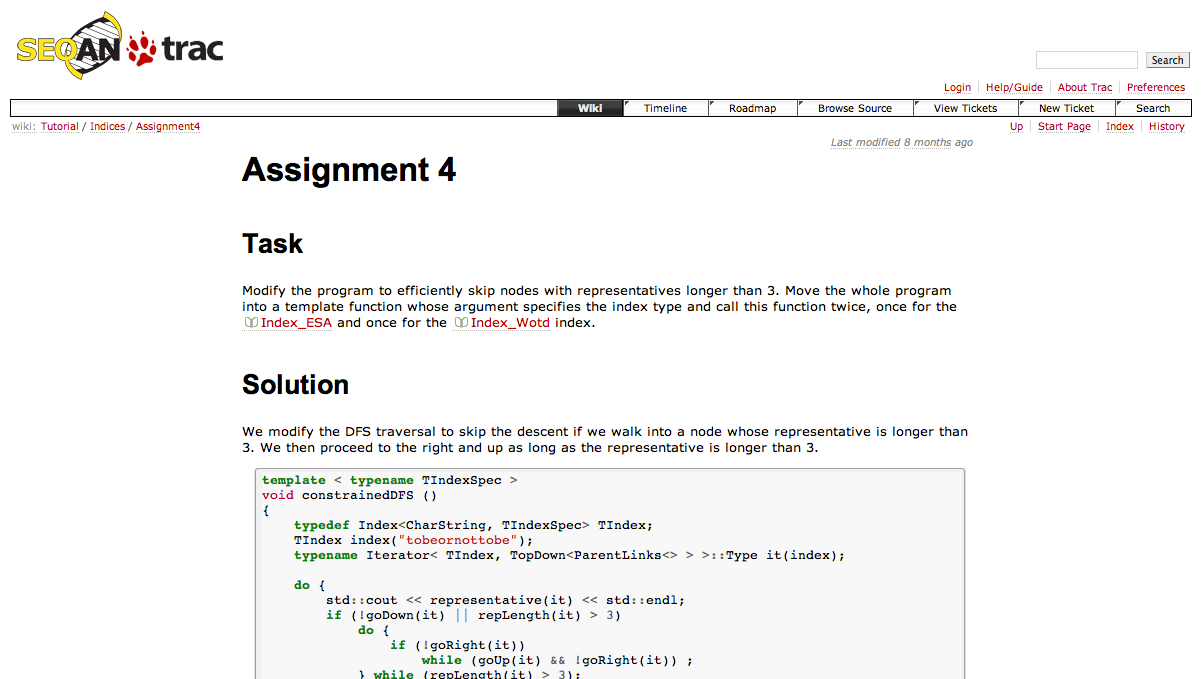 SEQAN trac
Search
Login Help/Guide About Trac Preferences
Wiki Timeline Roadmap Browse Source View Tickets New Ticket Search
wiki: Tutorial / Indices / Assignment4
Up Start Page Index History
Last modified 8 months ago
Assignment 4
Task
Modify the program to efficiently skip nodes with representatives longer than 3. Move the whole program
into a template function whose argument specifies the index type and call this function twice, once for the
Index_ESA and once for the Index_Wotd index.
Solution
We modify the DFS traversal to skip the descent if we walk into a node whose representative is longer than
3. We then proceed to the right and up as long as the representative is longer than 3.
template < typename TIndexSpec >
void constrainedDFS ()
{
    typedef Index<CharString, TIndexSpec> TIndex;
    TIndex index("tobeornottobe");
    typename Iterator< TIndex, TopDown<ParentLinks<> > >::Type it(index);
    do {
        std::cout << representative(it) << std::endl;
        if (!goDown(it) || repLength(it) > 3)
            do {
                if (!goRight(it))
                    while (goUp(it) && !goRight(it)) ;
            } while (repLength(it) > 3);